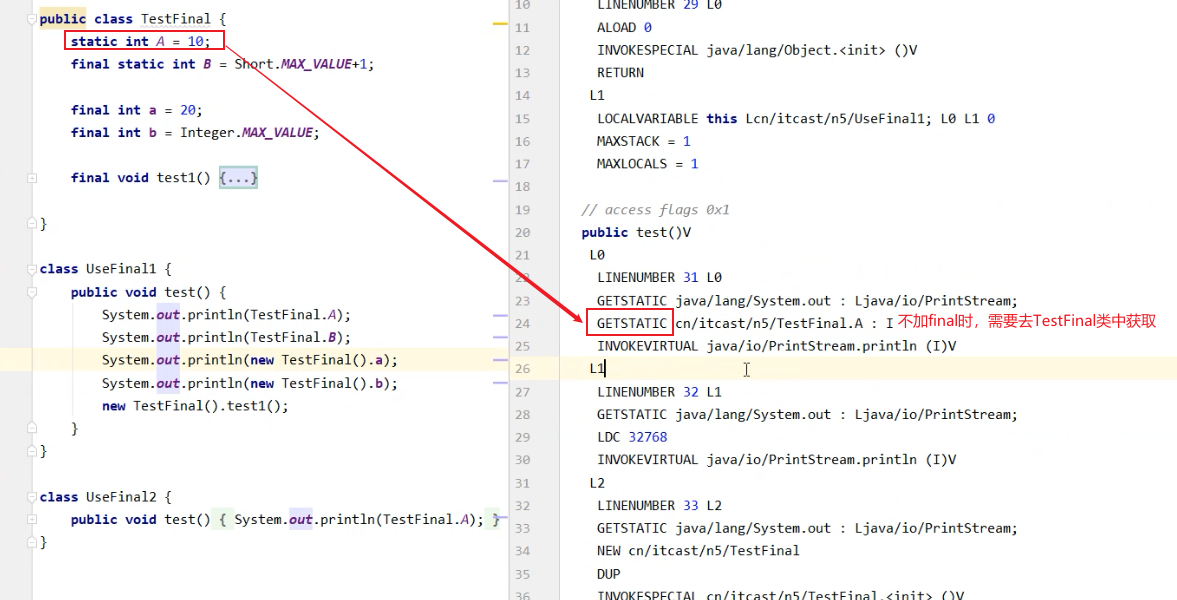 public class TestFinal {
static int A = 10;
final static int B = Short.MAX_VALUE+1;
final int a = 20;
final int b = Integer.MAX_VALUE;
final void test1() {...}
}
class UseFinal1 {
public void test() {
System.out.println(TestFinal.A);
System.out.println(TestFinal.B);
System.out.println(new TestFinal().a);
System.out.println(new TestFinal().b);
new TestFinal().test1();
}
}
class UseFinal2 {
public void test() { System.out.println(TestFinal.A); }
}
10 LINENUMBER 29 L0
11 ALOAD 0
12 INVOKESPECIAL java/lang/Object.<init> ()V
13 RETURN
14 L1
15 LOCALVARIABLE this Lcn/itcast/n5/UseFinal1; L0 L1 0
16 MAXSTACK = 1
17 MAXLOCALS = 1
18
19 // access flags 0x1
20 public test()V
21 L0
22 LINENUMBER 31 L0
23 GETSTATIC java/lang/System.out : Ljava/io/PrintStream;
24 GETSTATIC cn/itcast/n5/TestFinal.A : I 不加final时，需要去TestFinal类中获取
25 INVOKEVIRTUAL java/io/PrintStream.println (I)V
26 L1
27 LINENUMBER 32 L1
28 GETSTATIC java/lang/System.out : Ljava/io/PrintStream;
29 LDC 32768
30 INVOKEVIRTUAL java/io/PrintStream.println (I)V
31 L2
32 LINENUMBER 33 L2
33 GETSTATIC java/lang/System.out : Ljava/io/PrintStream;
34 NEW cn/itcast/n5/TestFinal
35 DUP
36 INVOKESPECIAL cn/itcast/n5/TestFinal.<init> ()V